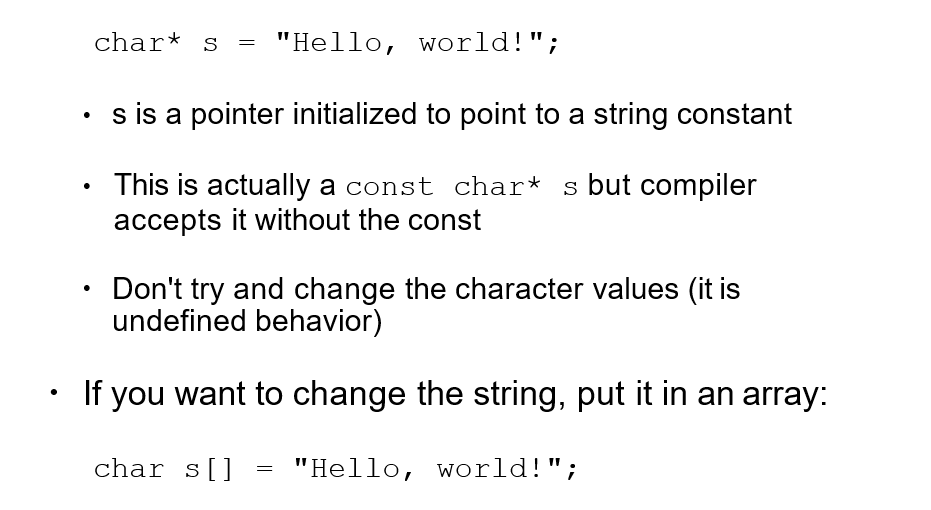 char* s = "Hello, world!";
• s is a pointer initialized to point to a string constant
• This is actually a const char* s but compiler
accepts it without the const
• Don't try and change the character values (it is
undefined behavior)
• If you want to change the string, put it in an array:
char s[] = "Hello, world!";